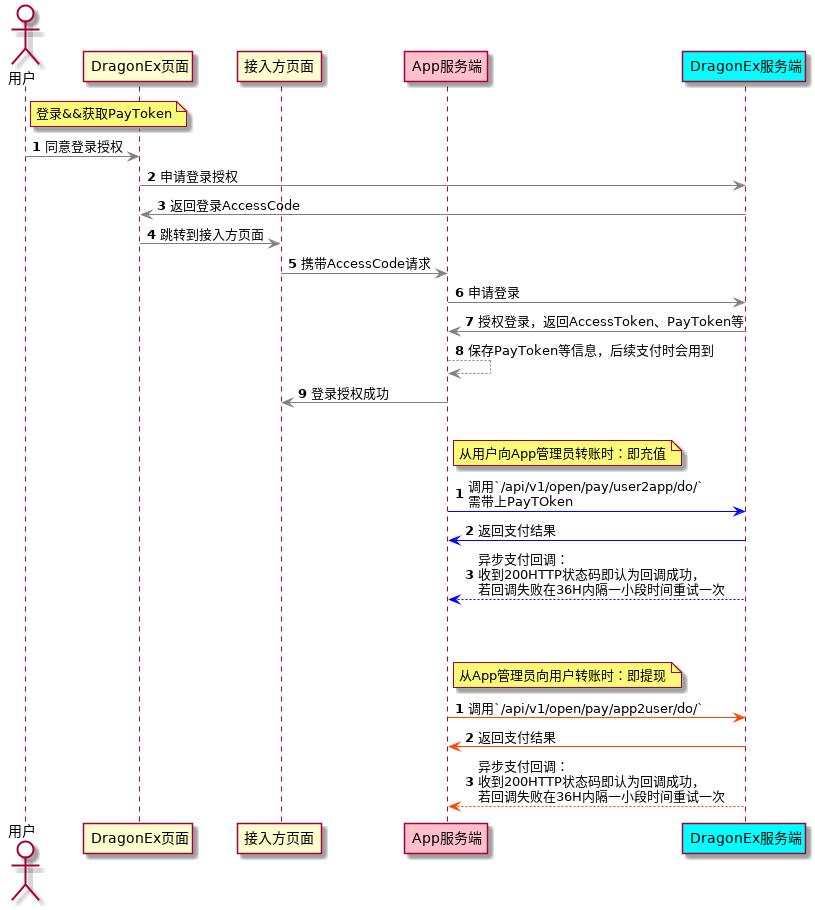 用户
DragonEx页面
接入方页面
App服务端
DragonEx服务端
登录&&获取PayToken
1 同意登录授权
2 申请登录授权
3 返回登录AccessCode
4 跳转到接入方页面
5 携带AccessCode请求
6 申请登录
7 授权登录，返回AccessToken、PayToken等
8 保存PayToken等信息，后续支付时会用到
9 登录授权成功
从用户向App管理员转账时：即充值
1 调用`/api/v1/open/pay/user2app/do/`
需带上PayTOken
2 返回支付结果
异步支付回调：
3 收到200HTTP状态码即认为回调成功，
若回调失败在36H内隔一小段时间重试一次
从App管理员向用户转账时：即提现
1 调用`/api/v1/open/pay/app2user/do/`
2 返回支付结果
异步支付回调：
3 收到200HTTP状态码即认为回调成功，
若回调失败在36H内隔一小段时间重试一次
用户
DragonEx页面
接入方页面
App服务端
DragonEx服务端